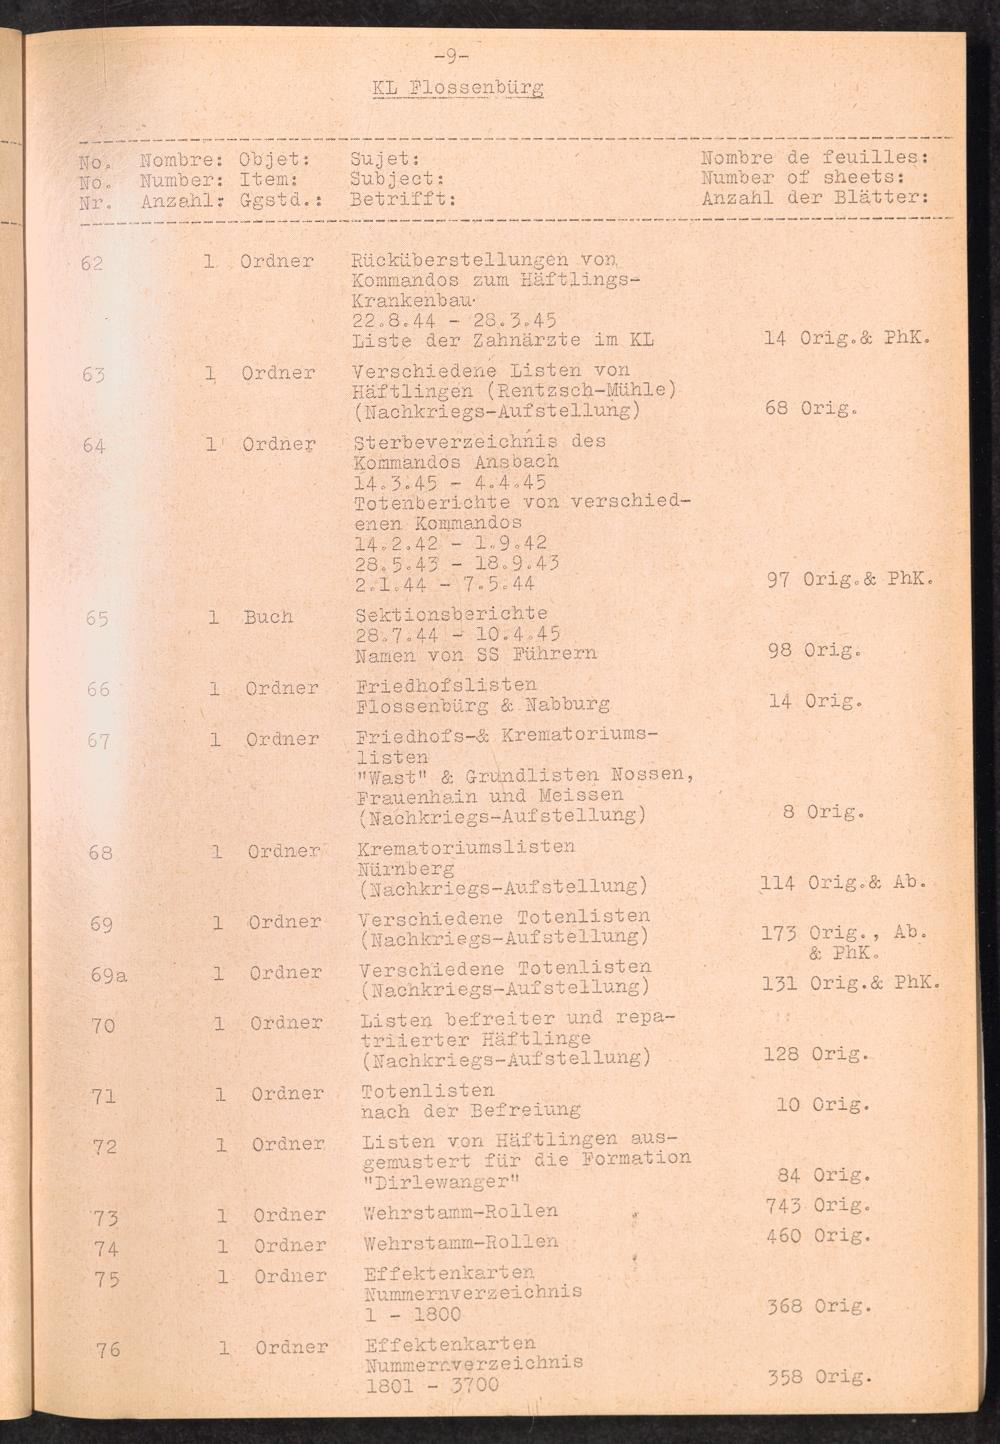 -9-
KL Flossenbürg
No. Nombre: Objet: Sujet: Nombre de feuilles:
No. Number: Item: Subject: Number of sheets:
Nr. Anzahl: Ggstd.: Betrifft: Anzahl der Blätter:
62 1 Ordner Rücküberstellungen von
Kommandos zum Häftlings-
Krankenbau
22.8.44 - 28.3.45
Liste der Zahnärzte im KL 14 Orig.& PhK.
63 1 Ordner Verschiedene Listen von
Häftlingen (Rentzsch-Mühle)
(Nachkriegs-Aufstellung) 68 Orig.
64 1 Ordner Sterbeverzeichnis des
Kommandos Ansbach
14.3.45 - 4.4.45
Totenberichte von verschied-
enen Kommandos
14.2.42 - 1.9.42
28.5.43 - 18.9.43
2.1.44 - 7.5.44 97 Orig.& PhK.
65 1 Buch Sektionsberichte
28.7.44 - 10.4.45
Namen von SS Führern 98 Orig.
66 1 Ordner Friedhofslisten
Flossenbürg & Nabburg 14 Orig.
67 1 Ordner Friedhofs-& Krematoriums-
listen
"Wast" & Grundlisten Nossen,
Frauenhain und Meissen
(Nachkriegs-Aufstellung) 8 Orig.
68 1 Ordner Krematoriumslisten
Nürnberg
(Nachkriegs-Aufstellung) 114 Orig.& Ab.
69 1 Ordner Verschiedene Totenlisten
(Nachkriegs-Aufstellung) 173 Orig., Ab.
& PhK.
69a 1 Ordner Verschiedene Totenlisten
(Nachkriegs-Aufstellung) 131 Orig.& PhK.
70 1 Ordner Listen befreiter und repa-
triierter Häftlinge
(Nachkriegs-Aufstellung) 128 Orig.
71 1 Ordner Totenlisten
nach der Befreiung 10 Orig.
72 1 Ordner Listen von Häftlingen aus-
gemustert für die Formation
"Dirlewanger" 84 Orig.
73 1 Ordner Wehrstamm-Rollen 743 Orig.
74 1 Ordner Wehrstamm-Rollen 460 Orig.
75 1 Ordner Effektenkarten
Nummernverzeichnis
1 - 1800 368 Orig.
76 1 Ordner Effektenkarten
Nummernverzeichnis
1801 - 3700 358 Orig.